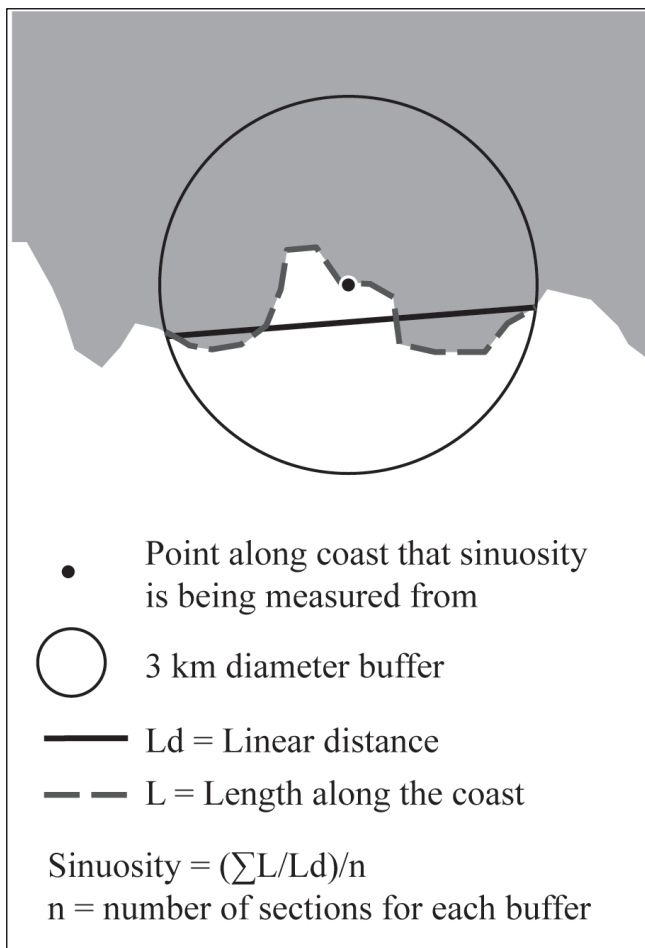 Point along coast that sinuosity
is being measured from
3 km diameter buffer
Ld = Linear distance
L = Length along the coast
Sinuosity = (∑L/Ld)/n
n = number of sections for each buffer